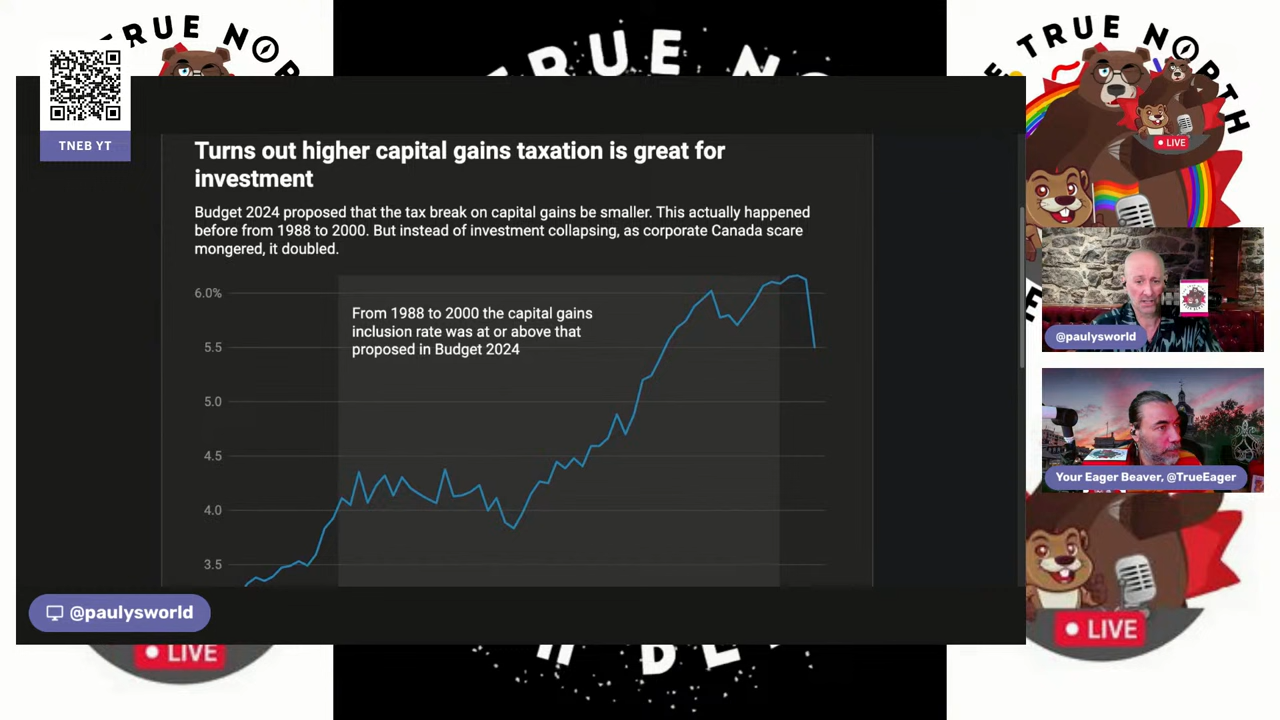 TRUE NO
TRUE N
TRUE NORTH
LIVE
TNEB YT
Turns out higher capital gains taxation is great for
investment
Budget 2024 proposed that the tax break on capital gains be smaller. This actually happened
before from 1988 to 2000. But instead of investment collapsing, as corporate Canada scare
mongered, it doubled.
6.0%
From 1988 to 2000 the capital gains
inclusion rate was at or above that
proposed in Budget 2024
5.5
5.0
4.5
4.0
3.5
@paulysworld
Your Eager Beaver, @TrueEager
@paulysworld
LIVE
LIVE